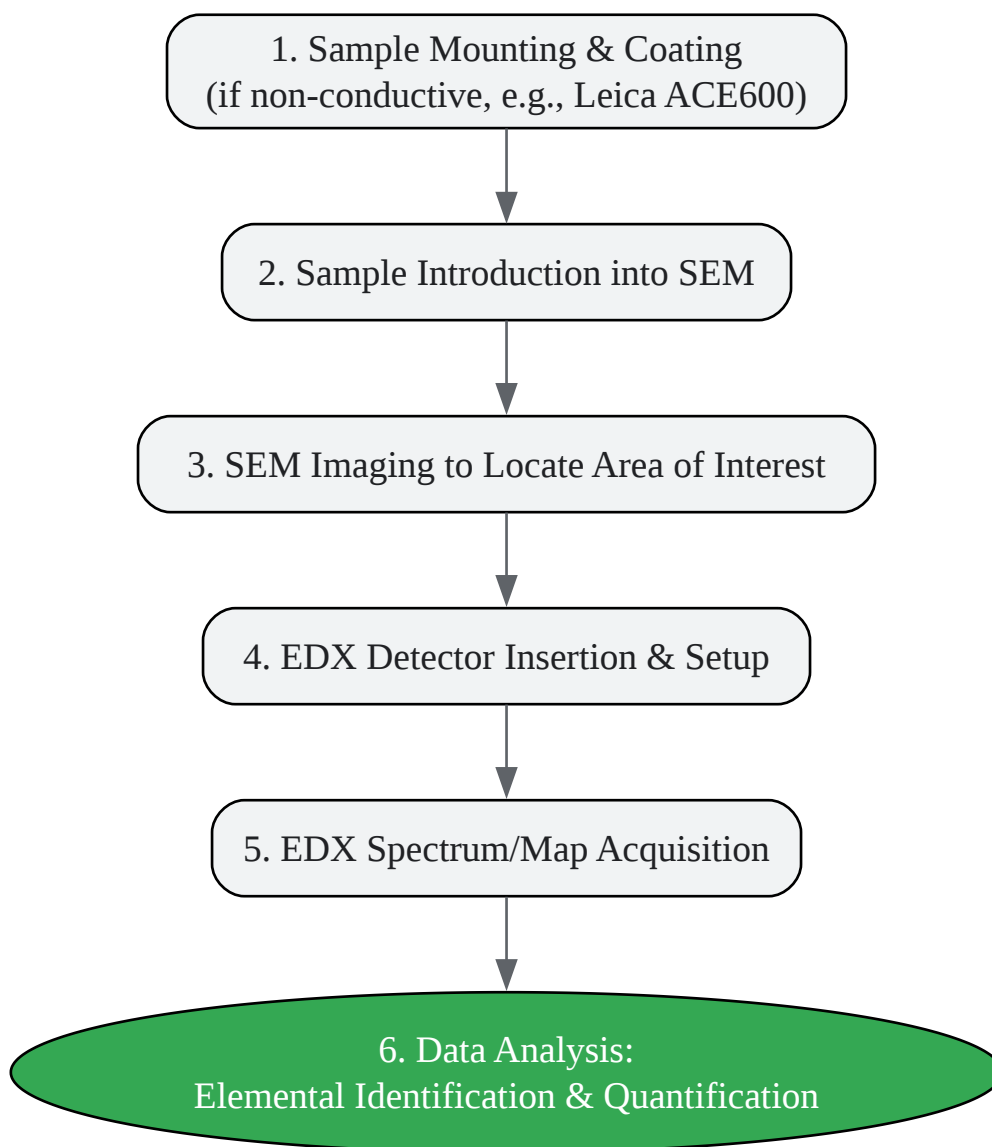 1. Sample Mounting & Coating
(if non-conductive, e.g., Leica ACE600)
2. Sample Introduction into SEM
3. SEM Imaging to Locate Area of Interest
4. EDX Detector Insertion & Setup
5. EDX Spectrum/Map Acquisition
6. Data Analysis:
Elemental Identification & Quantification